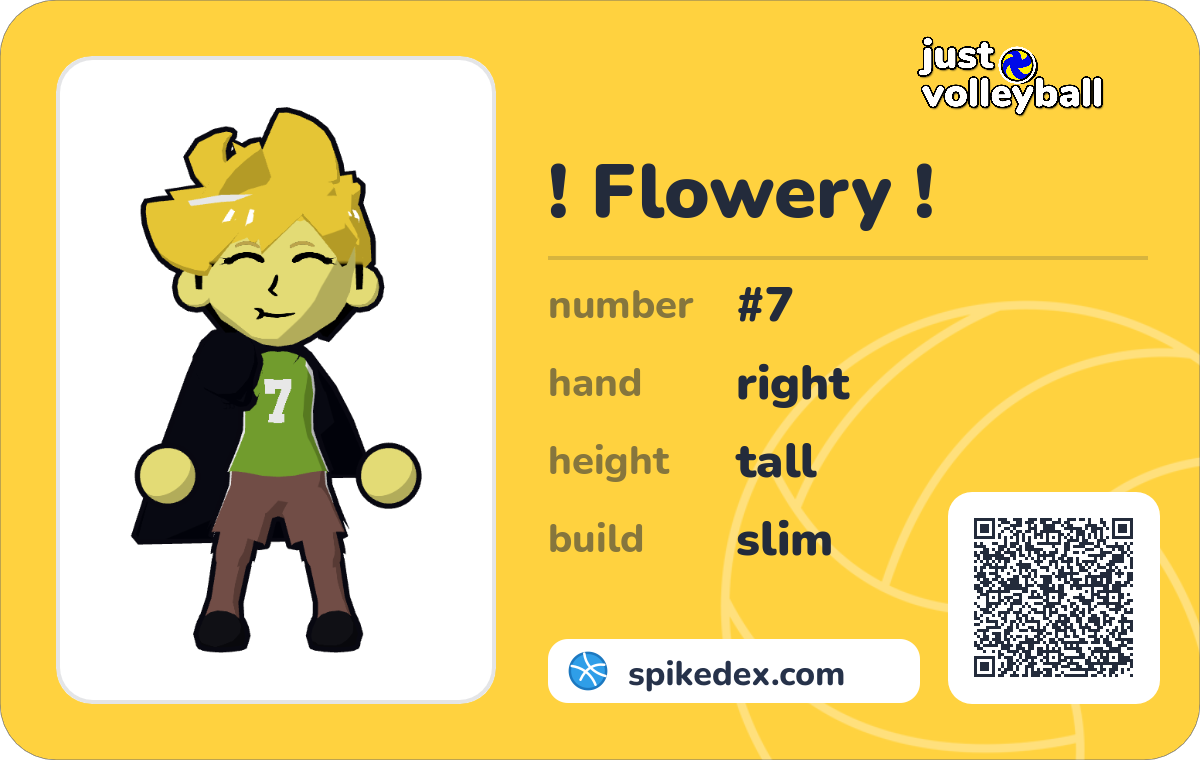 just
volleyball
! Flowery !
number #7
hand right
height tall
build slim
7
spikedex.com